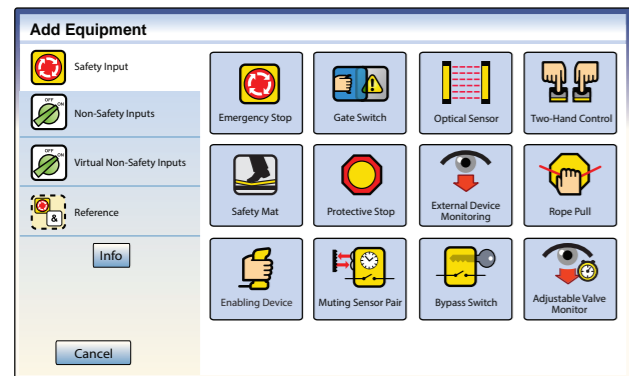 Add Equipment
Safety Input
OFF
ON
Non-Safety Inputs
OFF
ON
Virtual Non-Safety Inputs
&
Reference
Info
Cancel
Emergency Stop
Gate Switch
Optical Sensor
Two-Hand Control
Safety Mat
Protective Stop
External Device
Monitoring
Rope Pull
Enabling Device
Muting Sensor Pair
Bypass Switch
Adjustable Valve
Monitor